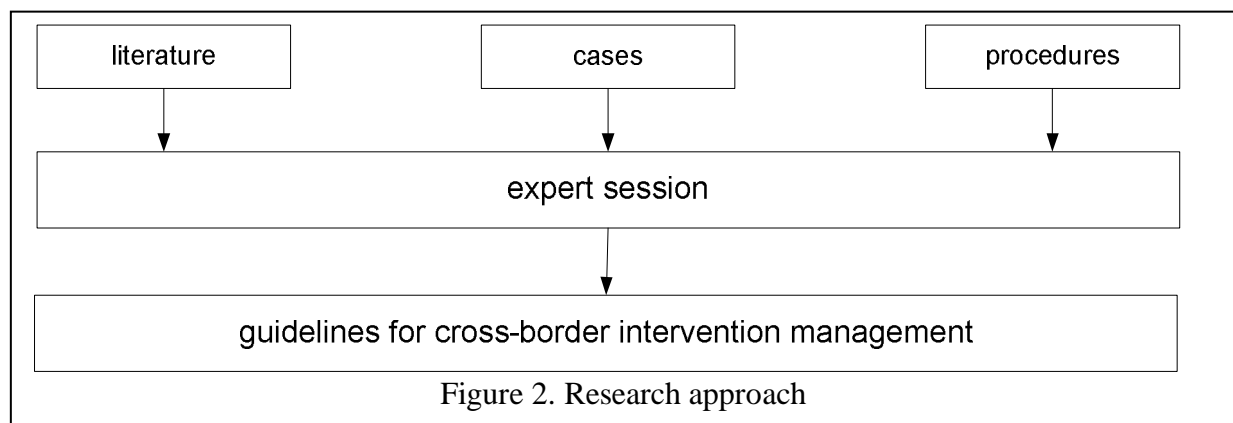 literature
cases
procedures
expert session
guidelines for cross-border intervention management
Figure 2. Research approach